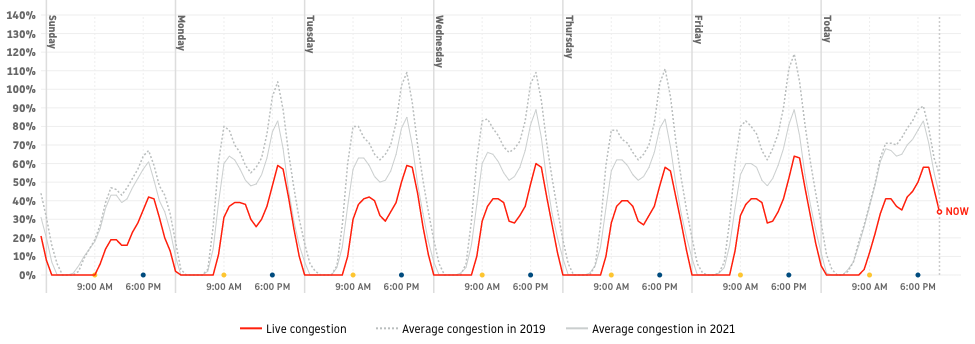 140%
130%
120%
110%
100%
90%
80%
70%
60%
50%
40%
30%
20%
10%
0%
Sunday
Monday
Tuesday
Wednesday
Thursday
Friday
Today
NOW
9:00 AM 6:00 PM 9:00 AM 6:00 PM 9:00 AM 6:00 PM 9:00 AM 6:00 PM 9:00 AM 6:00 PM 9:00 AM 6:00 PM 9:00 AM 6:00 PM
Live congestion Average congestion in 2019 Average congestion in 2021